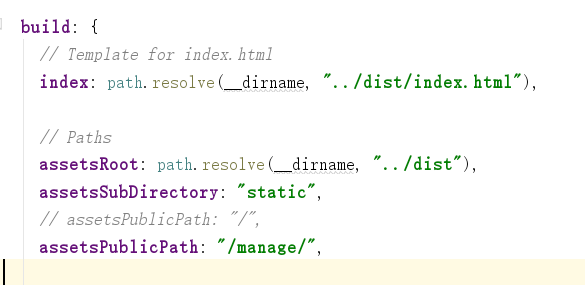 build: {
// Template for index.html
index: path.resolve(__dirname, "../dist/index.html"),
// Paths
assetsRoot: path.resolve(__dirname, "../dist"),
assetsSubDirectory: "static",
// assetsPublicPath: "/",
assetsPublicPath: "/manage/",